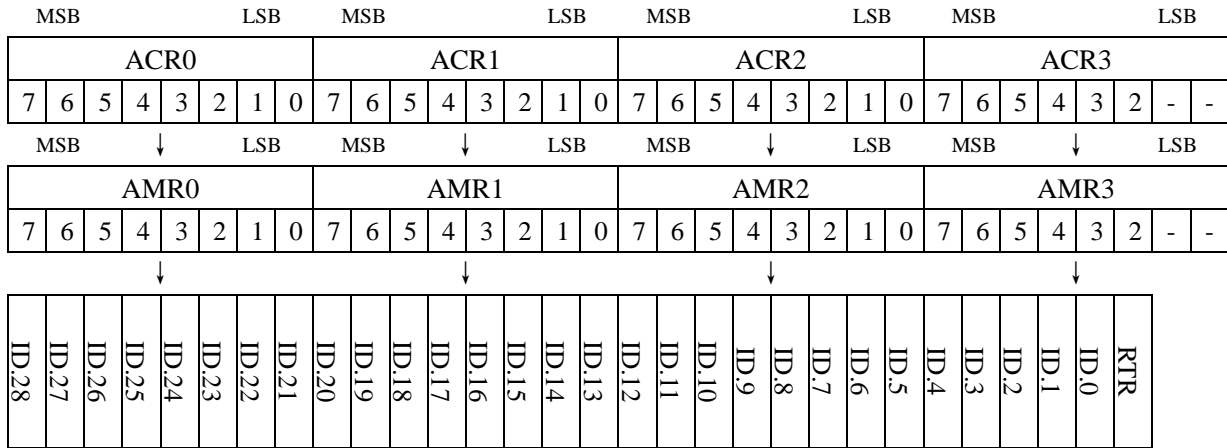 MSB LSB MSB LSB MSB LSB MSB LSB
ACR0 ACR1 ACR2 ACR3
7 6 5 4 3 2 1 0 7 6 5 4 3 2 1 0 7 6 5 4 3 2 1 0 7 6 5 4 3 2 - -
MSB LSB MSB LSB MSB LSB MSB LSB
AMR0 AMR1 AMR2 AMR3
7 6 5 4 3 2 1 0 7 6 5 4 3 2 1 0 7 6 5 4 3 2 1 0 7 6 5 4 3 2 - -
ID.28 ID.27 ID.26 ID.25 ID.24 ID.23 ID.22 ID.21 ID.20 ID.19 ID.18 ID.17 ID.16 ID.15 ID.14 ID.13 ID.12 ID.11 ID.10 ID.9 ID.8 ID.7 ID.6 ID.5 ID.4 ID.3 ID.2 ID.1 ID.0 RTR